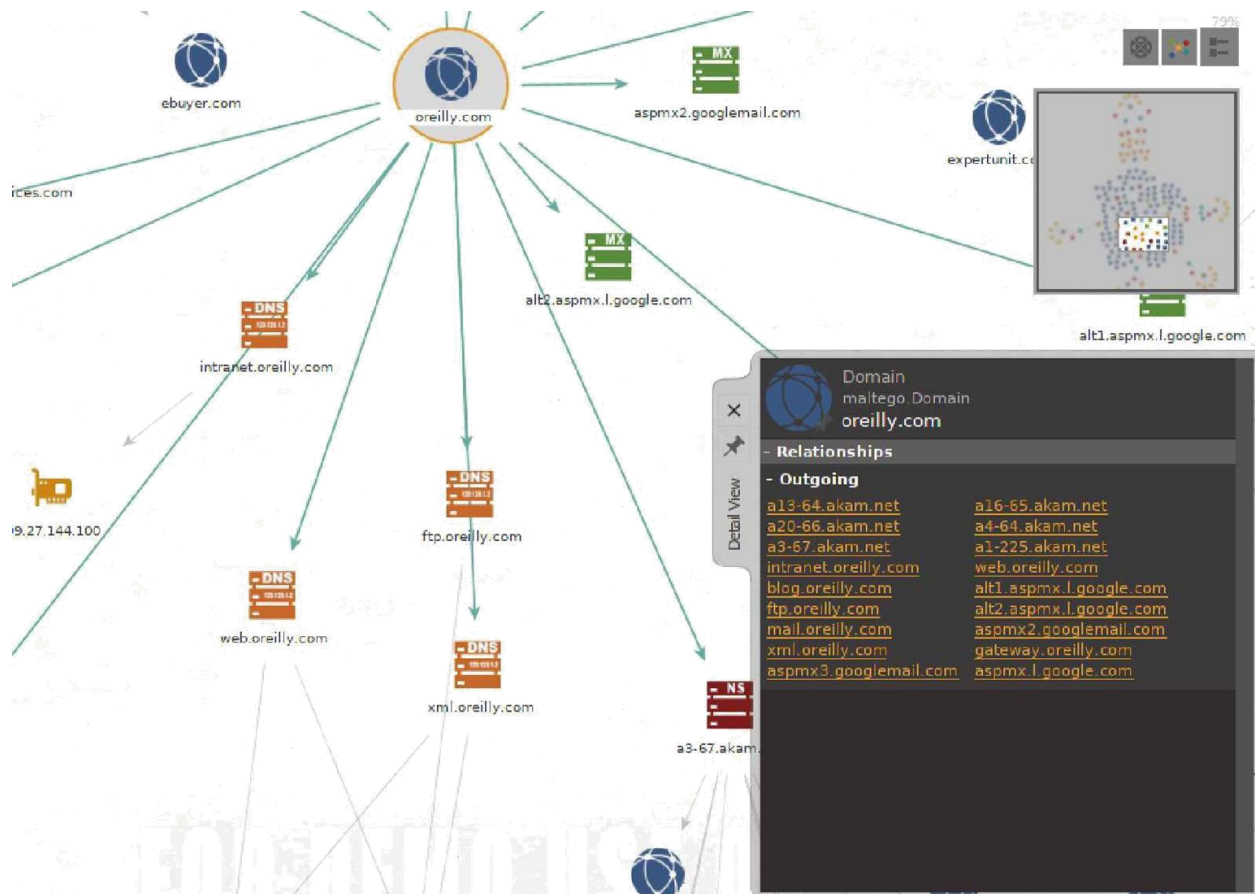 79%
MX
ebuyer.com
oreilly.com
aspmx2.googlemail.com
ices.com
MX
alt2.aspmx.l.google.com
DNS
intranet.oreilly.com
alt1.aspmx.l.google.com
Domain
maltego.Domain
oreilly.com
- Relationships
- Outgoing
a13-64.akam.net a16-65.akam.net
a20-66.akam.net a4-64.akam.net
a3-67.akam.net a1-225.akam.net
intranet.oreilly.com web.oreilly.com
blog.oreilly.com alt1.aspmx.l.google.com
ftp.oreilly.com alt2.aspmx.l.google.com
mail.oreilly.com aspmx2.googlemail.com
xml.oreilly.com gateway.oreilly.com
aspmx3.googlemail.com aspmx.l.google.com
Detail View
DNS
9.27.144.100
ftp.oreilly.com
DNS
web.oreilly.com
DNS
xml.oreilly.com
NS
a3-67.akam.